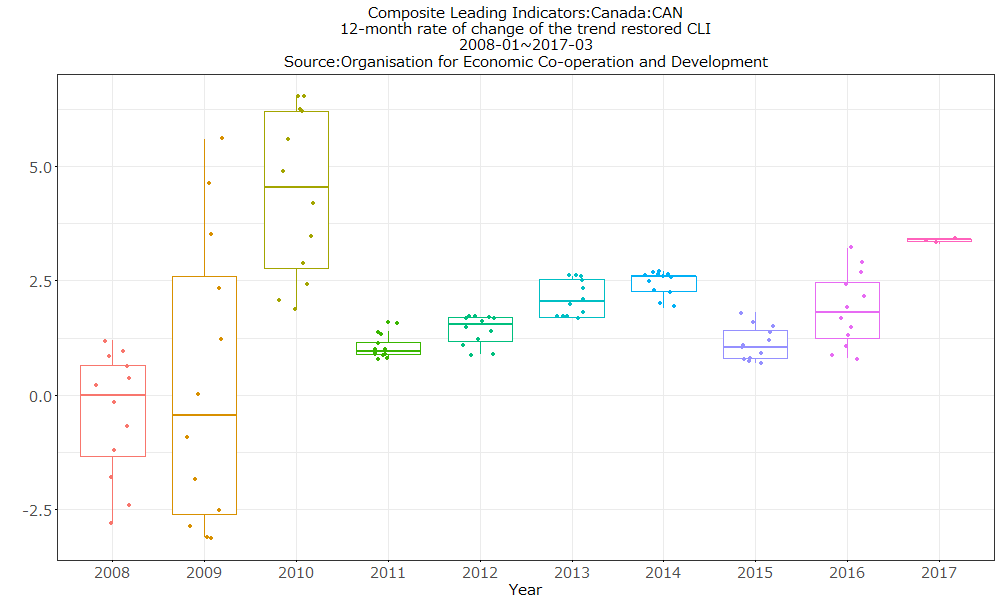 Composite Leading Indicators:Canada:CAN
12-month rate of change of the trend restored CLI
2008-01~2017-03
Source:Organisation for Economic Co-operation and Development
5.0
2.5
0.0
-2.5
2008 2009 2010 2011 2012 2013 2014 2015 2016 2017
Year